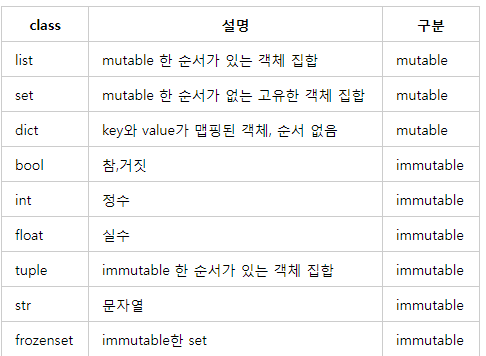 class 설명 구분
list mutable 한 순서가 있는 객체 집합 mutable
set mutable 한 순서가 없는 고유한 객체 집합 mutable
dict key와 value가 맵핑된 객체, 순서 없음 mutable
bool 참,거짓 immutable
int 정수 immutable
float 실수 immutable
tuple immutable 한 순서가 있는 객체 집합 immutable
str 문자열 immutable
frozenset immutable한 set immutable